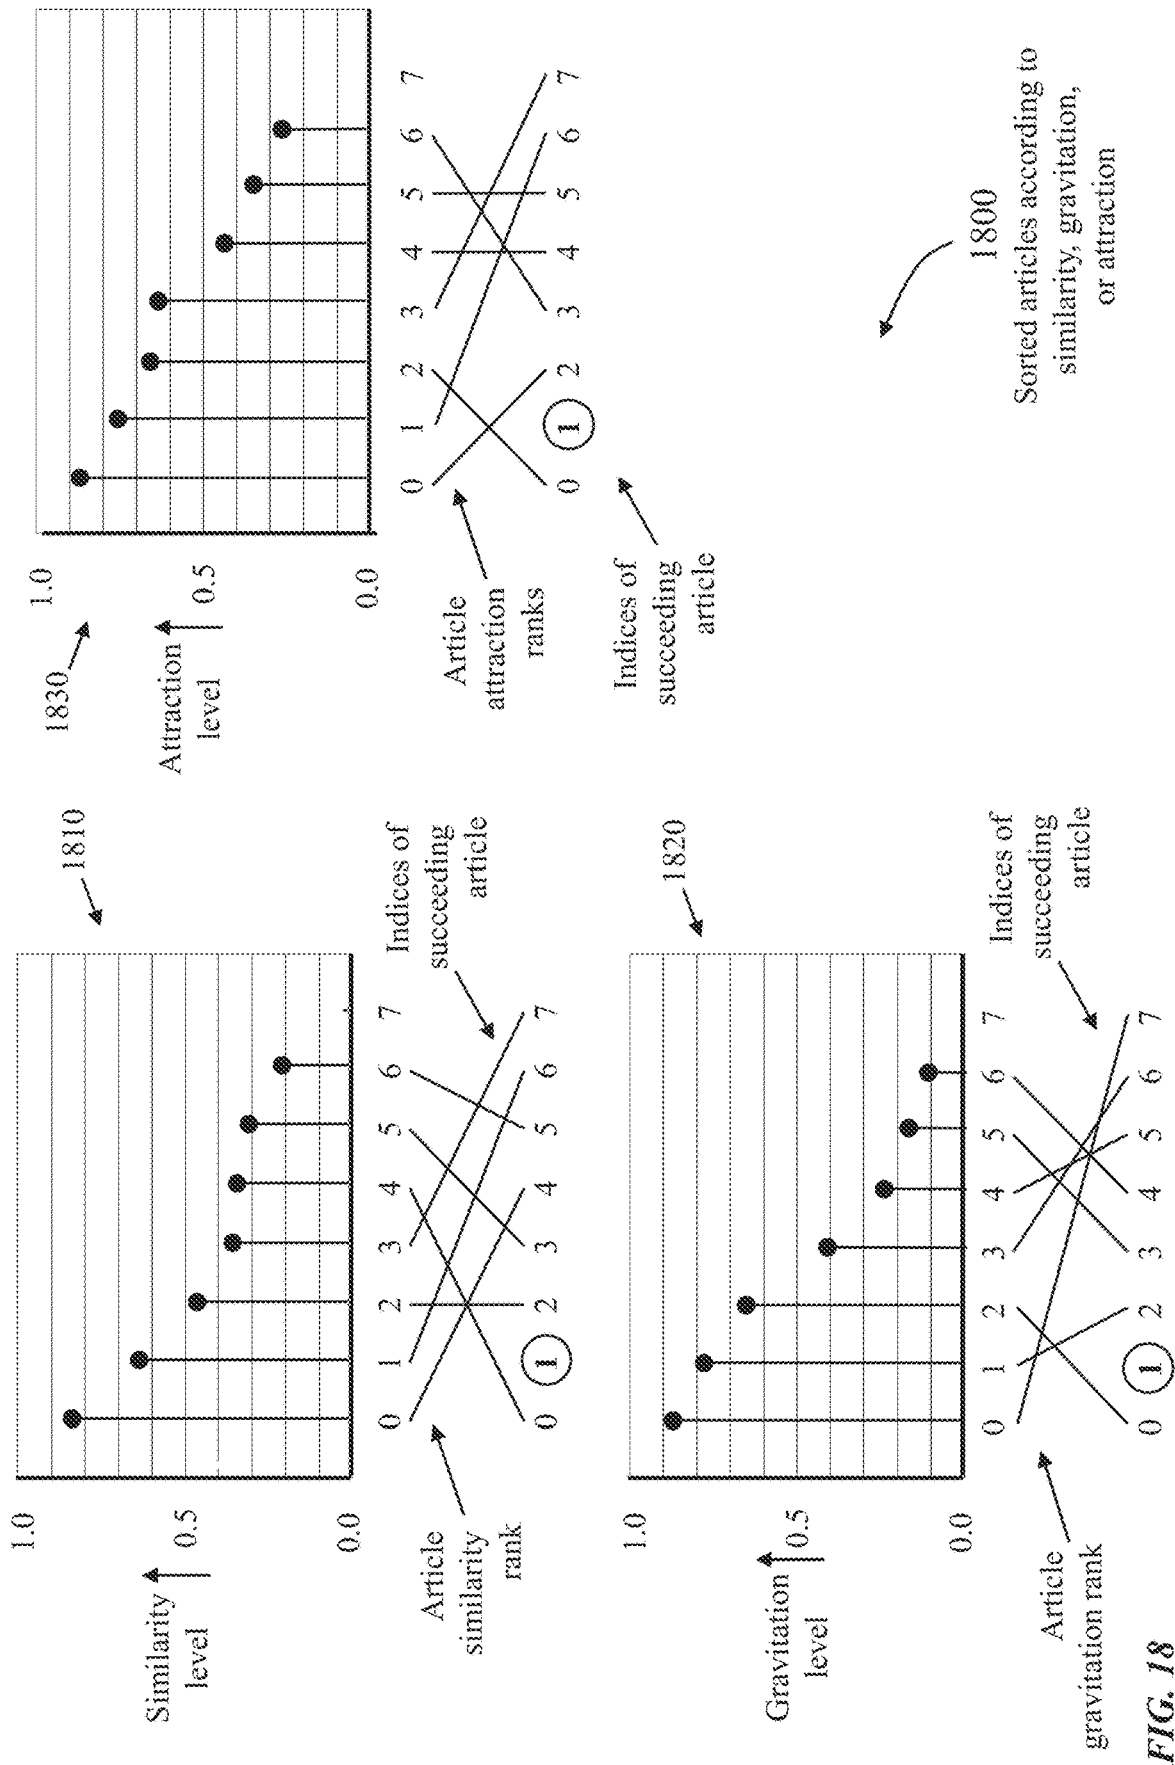 1810
1.0
0.5
0.0
Similarity
level
0 1 2 3 4 5 6 7
0 1 2 3 4 5 6 7
Article
similarity
rank
Indices of
succeeding
article
1820
1.0
0.5
0.0
Gravitation
level
0 1 2 3 4 5 6 7
0 1 2 3 4 5 6 7
Article
gravitation rank
Indices of
succeeding
article
1830
1.0
0.5
0.0
Attraction
level
0 1 2 3 4 5 6 7
0 1 2 3 4 5 6 7
Article
attraction
ranks
Indices of
succeeding
article
1800
Sorted articles according to
similarity, gravitation,
or attraction
FIG. 18